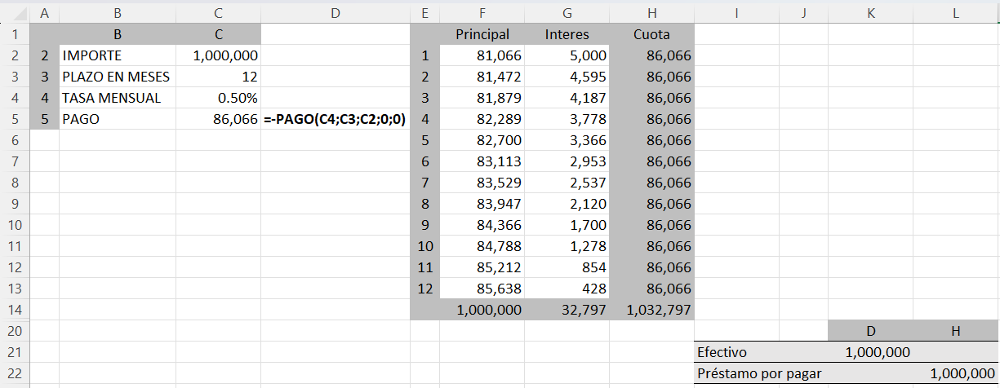 A B C D E F G H I J K L
1 B C Principal Interes Cuota
2 2 IMPORTE 1,000,000 1 81,066 5,000 86,066
3 3 PLAZO EN MESES 12 2 81,472 4,595 86,066
4 4 TASA MENSUAL 0.50% 3 81,879 4,187 86,066
5 5 PAGO 86,066 =-PAGO(C4;C3;C2;0;0) 4 82,289 3,778 86,066
6 5 82,700 3,366 86,066
7 6 83,113 2,953 86,066
8 7 83,529 2,537 86,066
9 8 83,947 2,120 86,066
10 9 84,366 1,700 86,066
11 10 84,788 1,278 86,066
12 11 85,212 854 86,066
13 12 85,638 428 86,066
14 1,000,000 32,797 1,032,797
20 D H
21 Efectivo 1,000,000
22 Préstamo por pagar 1,000,000